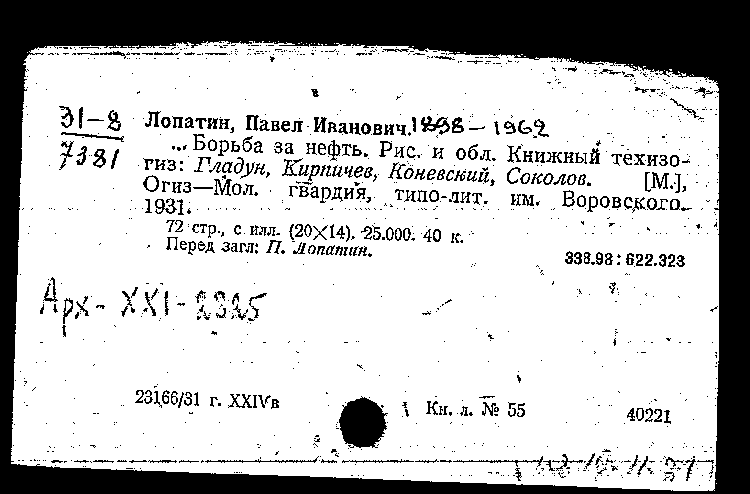 31-8
7381
Лопатин, Павел Иванович. 1898-1962
... Борьба за нефть. Рис. и обл. Книжный техизо-
гиз: Гладун, Кирпичев, Коневский, Соколов. [М.],
Огиз—Мол. гвардия, типо-лит. им. Воровского.
1931.
72 стр., с илл. (20×14). 25.000. 40 к.
Перед загл: П. Лопатин.
338.98:622.323
Арх-XXI-2325
23166/31 г. XXIVв
Кн. л. № 55
40221